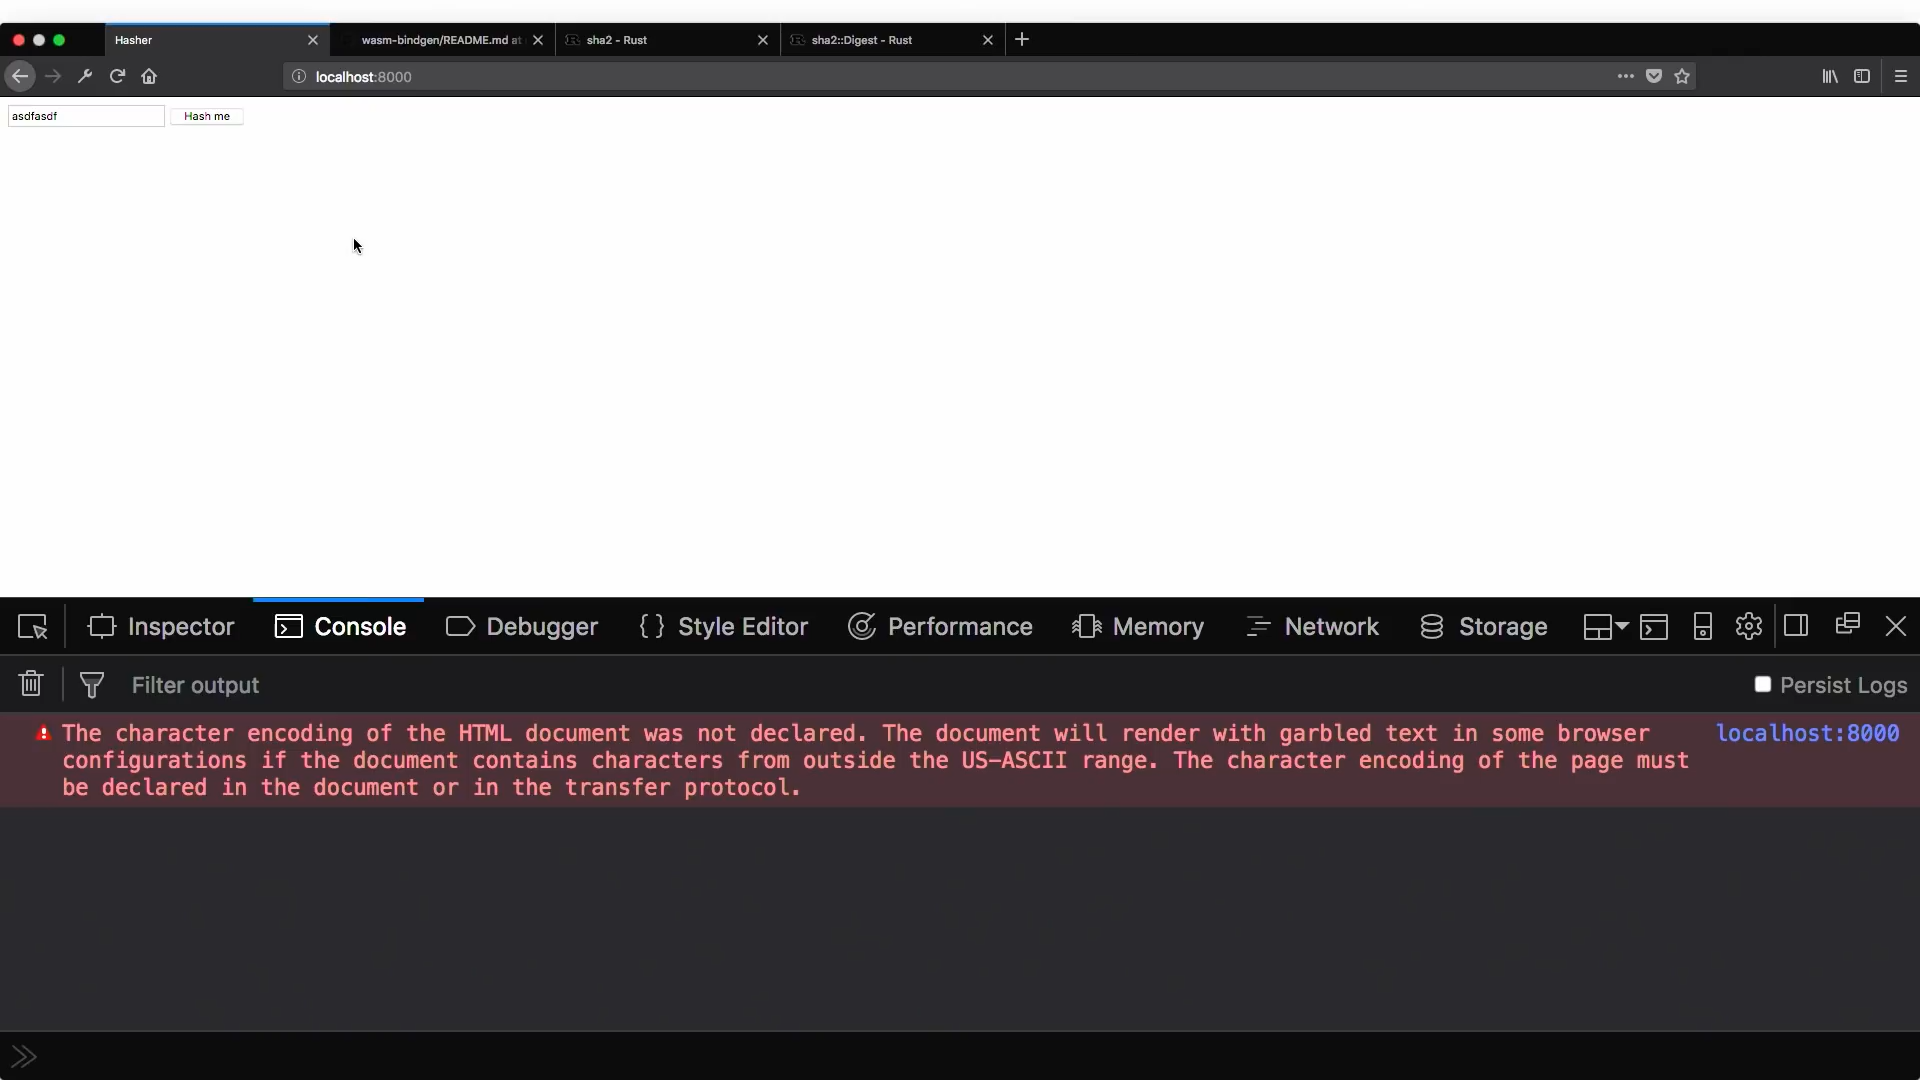 Hasher
wasm-bindgen/README.md at
sha2 - Rust
sha2::Digest - Rust
localhost:8000
asdfasdf
Hash me
Inspector
Console
Debugger
Style Editor
Performance
Memory
Network
Storage
Filter output
Persist Logs
The character encoding of the HTML document was not declared. The document will render with garbled text in some browser
localhost:8000
configurations if the document contains characters from outside the US-ASCII range. The character encoding of the page must
be declared in the document or in the transfer protocol.